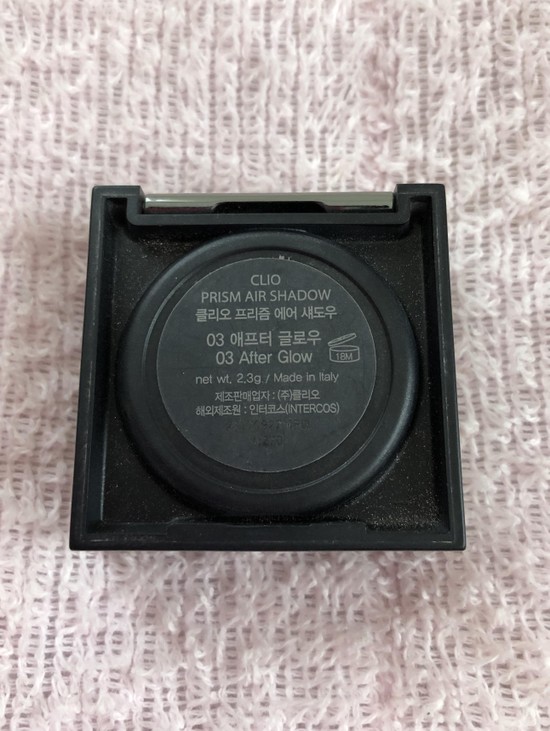 CLIO
PRISM AIR SHADOW
클리오 프리즘 에어 섀도우
03 애프터 글로우
03 After Glow
18M
net wt. 2.3g / Made in Italy
제조판매업자 : (주)클리오
해외제조원 : 인터코스(INTERCOS)